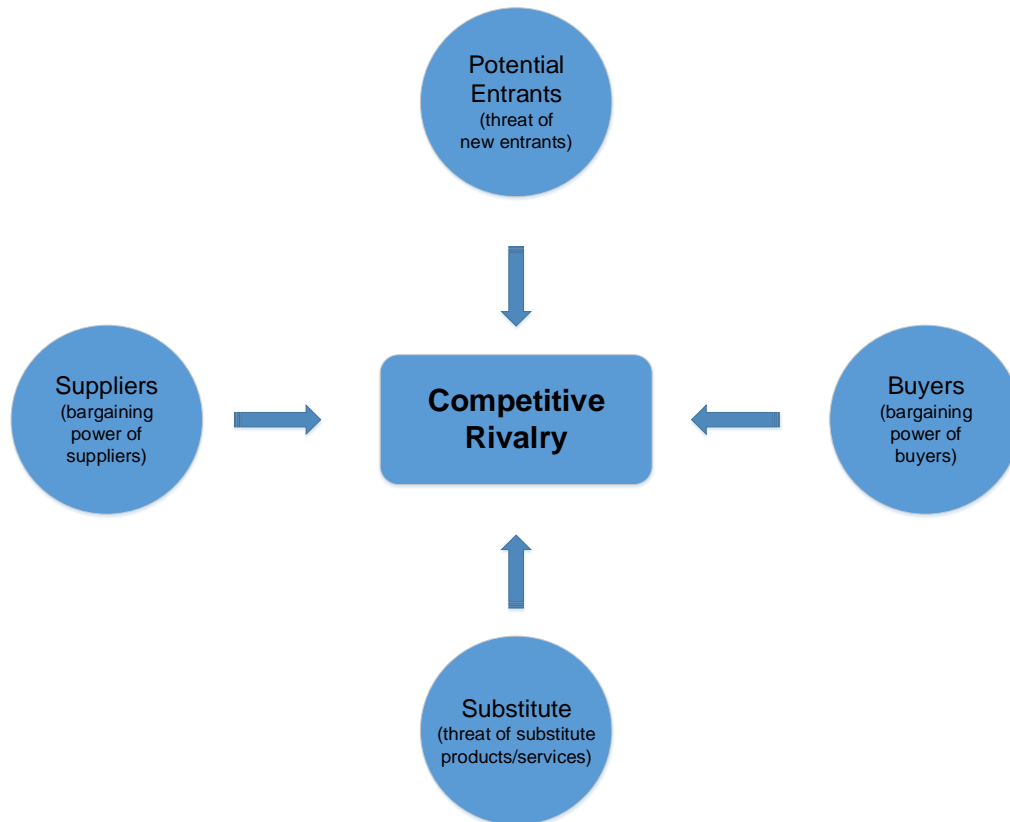 Potential
Entrants
(threat of
new entrants)
Suppliers
(bargaining
power of
suppliers)
Competitive
Rivalry
Buyers
(bargaining
power of
buyers)
Substitute
(threat of substitute
products/services)